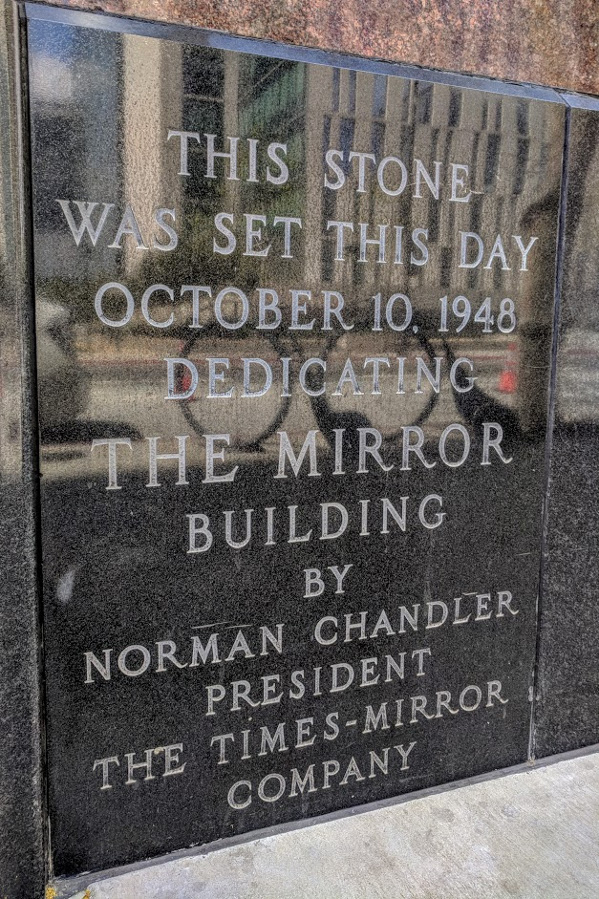 THIS STONE
WAS SET THIS DAY
OCTOBER 10, 1948
DEDICATING
THE MIRROR
BUILDING
BY
NORMAN CHANDLER
PRESIDENT
THE TIMES-MIRROR
COMPANY